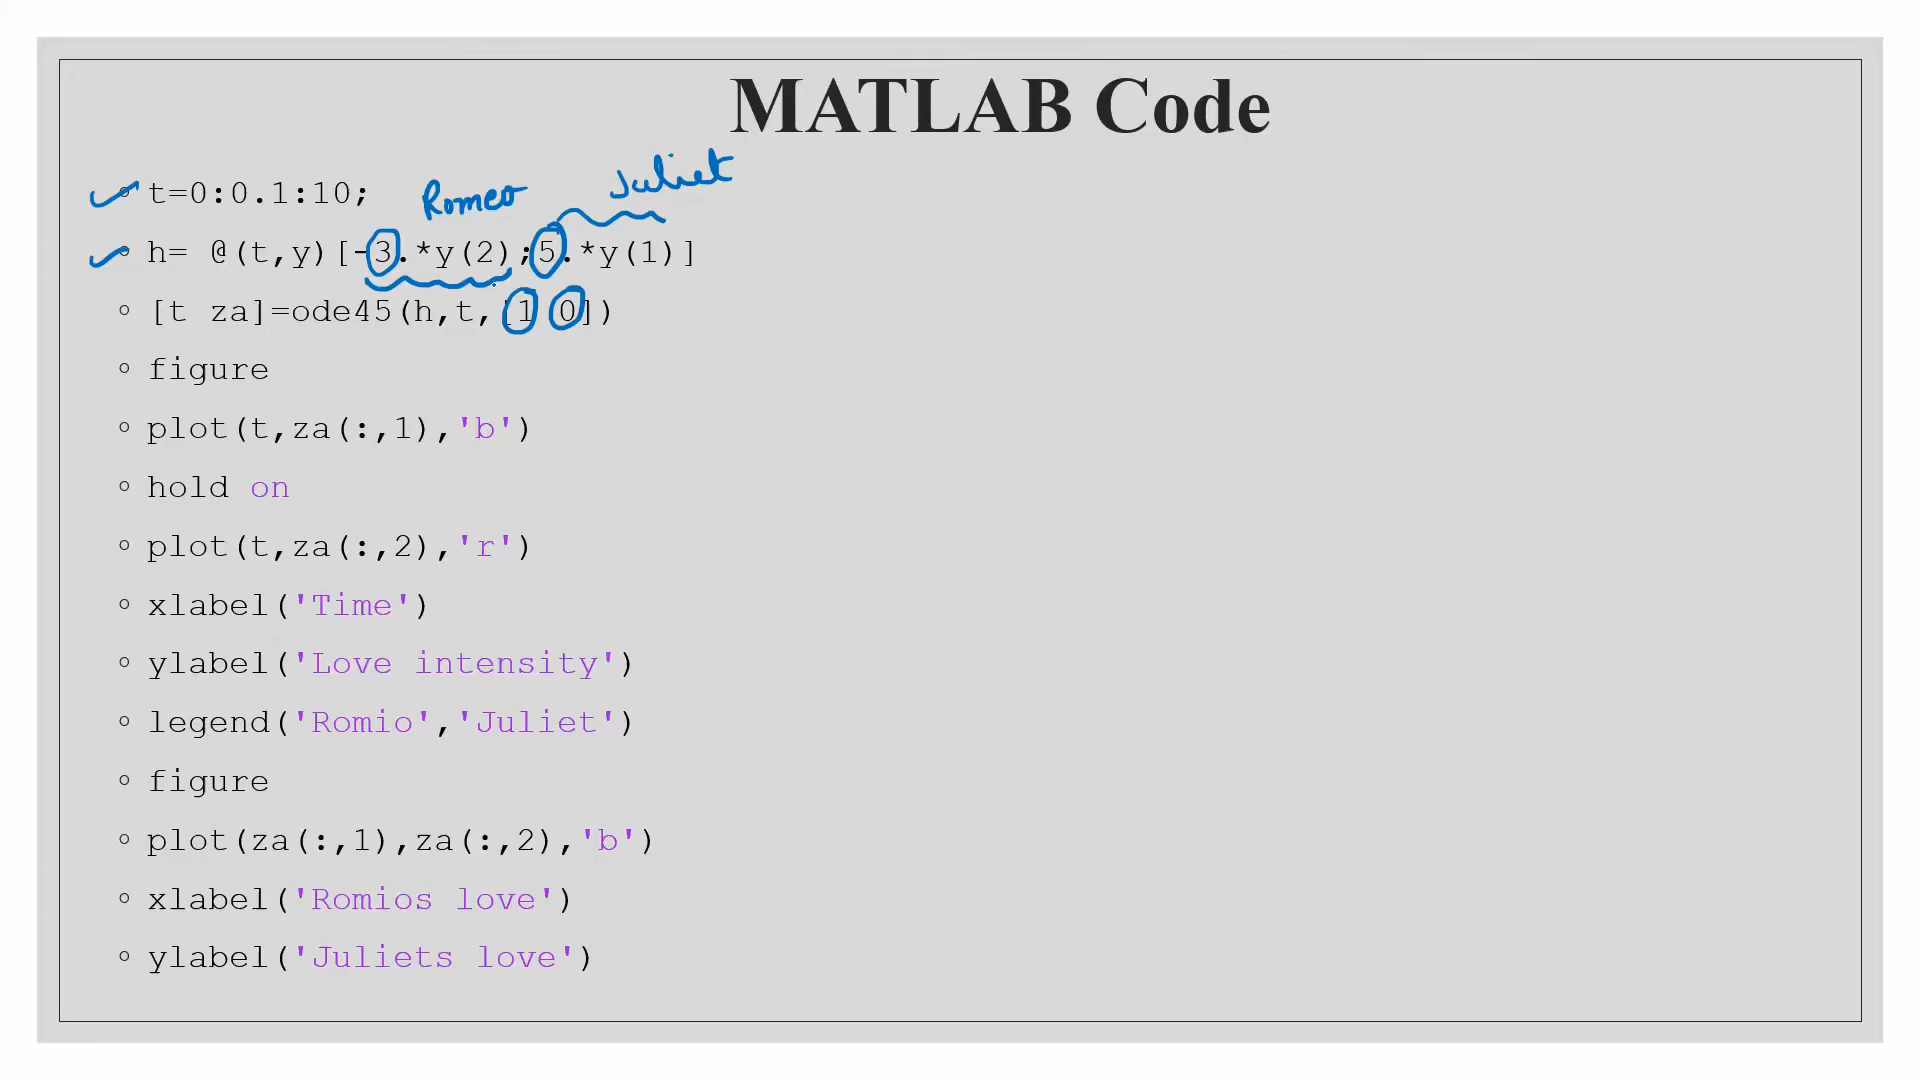 MATLAB Code
Romeo Juliet
t=0:0.1:10;
h= @(t,y)[-3.*y(2);5.*y(1)]
[t za]=ode45(h,t,[1 0])
figure
plot(t,za(:,1),'b')
hold on
plot(t,za(:,2),'r')
xlabel('Time')
ylabel('Love intensity')
legend('Romio','Juliet')
figure
plot(za(:,1),za(:,2),'b')
xlabel('Romios love')
ylabel('Juliets love')